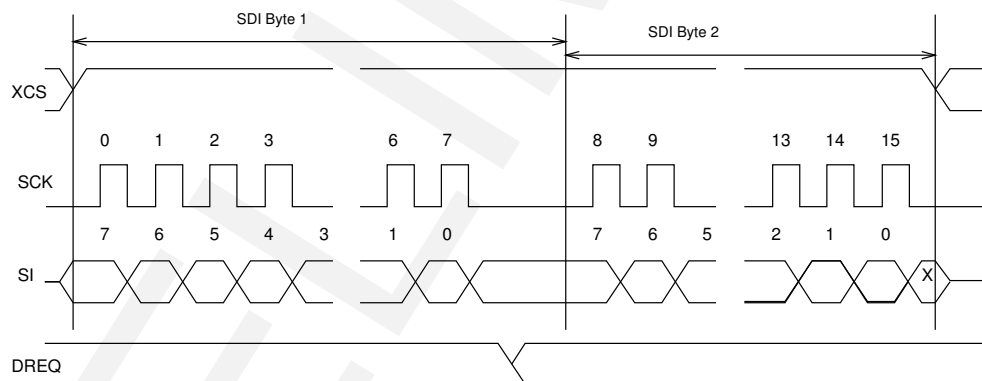 SDI Byte 1
SDI Byte 2
XCS
0 1 2 3 6 7 8 9 13 14 15
SCK
7 6 5 4 3 1 0 7 6 5 2 1 0
SI X
DREQ